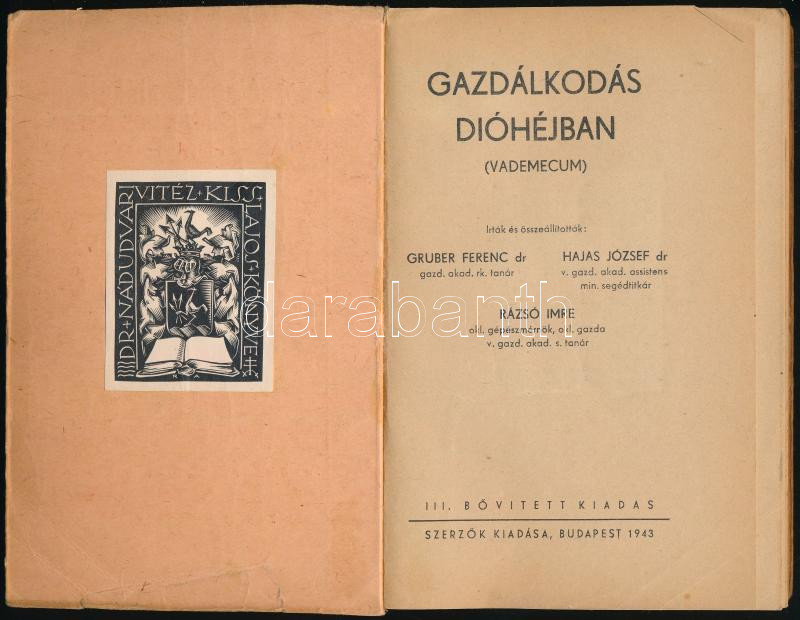 DR + NÁDUDVARI
VITÉZ + KISS +
LAJOS KÖNYVE
K A
GAZDÁLKODÁS
DIÓHÉJBAN
(VADEMECUM)
Irták és összeállították:
GRUBER FERENC dr
gazd. akad. rk. tanár
HAJAS JÓZSEF dr
v. gazd. akad. assistens
min. segédtitkár
RÁZSÓ IMRE
okl. gépészmérnök, okl. gazda
v. gazd. akad. s. tanár
III. BŐVITETT KIADAS
SZERZŐK KIADÁSA, BUDAPEST 1943
darabanth